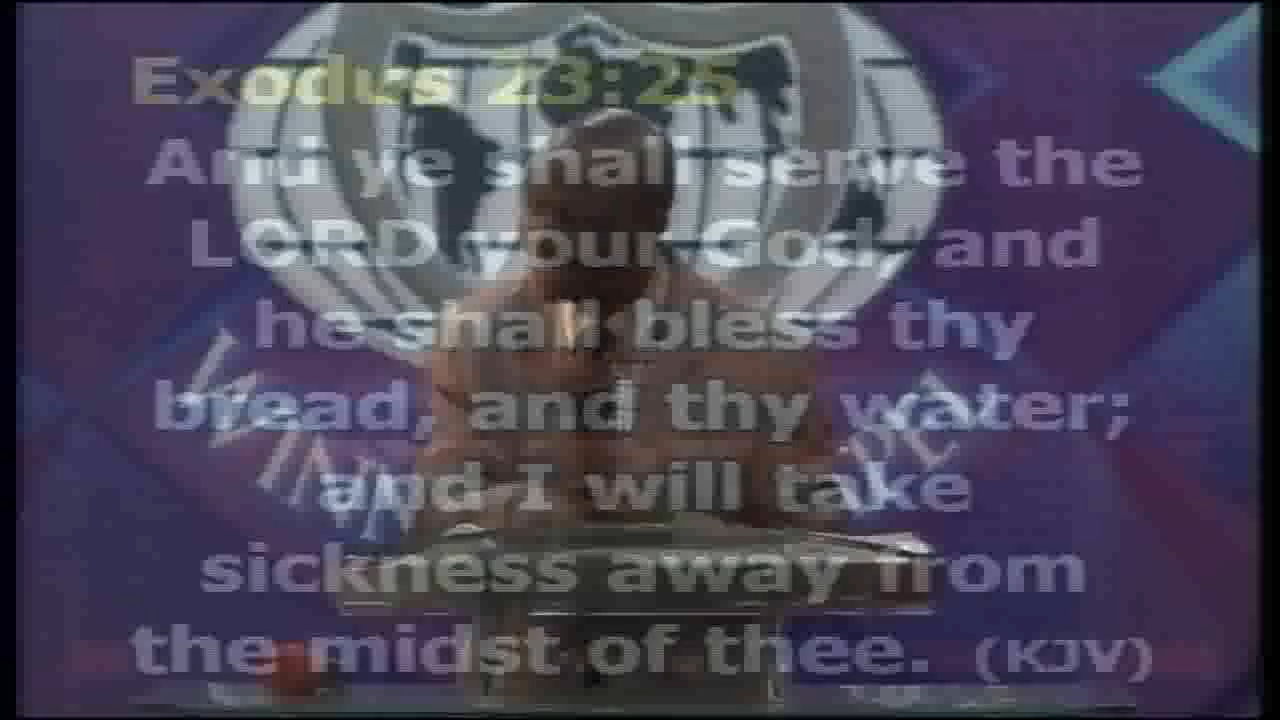 Exodus 23:25
And ye shall serve the
LORD your God, and
he shall bless thy
bread, and thy water;
and I will take
sickness away from
the midst of thee. (KJV)
WINN